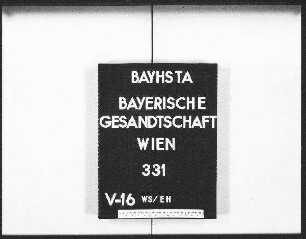 BAYHSTA
BAYERISCHE
GESANDTSCHAFT
WIEN
331
V-16 WS/EH